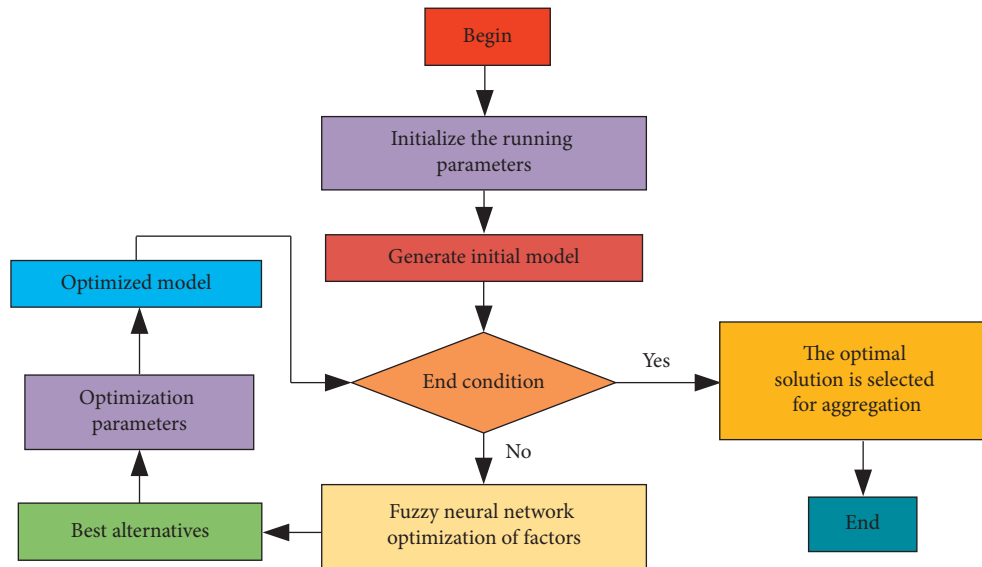 Begin
Initialize the running
parameters
Generate initial model
Optimized model
End condition
Yes
The optimal
solution is selected
for aggregation
Optimization
parameters
No
Fuzzy neural network
optimization of factors
Best alternatives
End